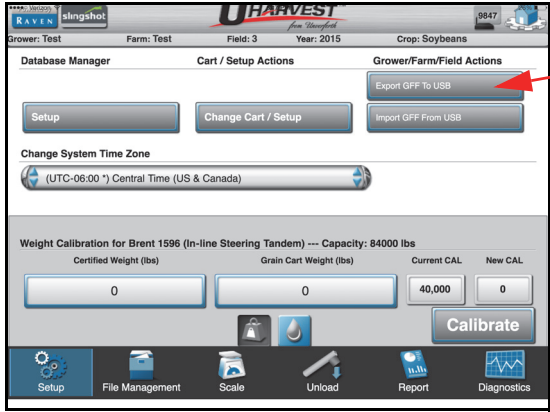 Verizon
RAVEN slingshot
UHARVEST
from Unverferth
9847
Grower: Test Farm: Test Field: 3 Year: 2015 Crop: Soybeans
Database Manager Cart / Setup Actions Grower/Farm/Field Actions
Export GFF To USB
Setup Change Cart / Setup Import GFF From USB
Change System Time Zone
(UTC-06:00 *) Central Time (US & Canada)
Weight Calibration for Brent 1596 (In-line Steering Tandem) --- Capacity: 84000 lbs
Certified Weight (lbs) Grain Cart Weight (lbs) Current CAL New CAL
0 0 40,000 0
Calibrate
Setup File Management Scale Unload Report Diagnostics